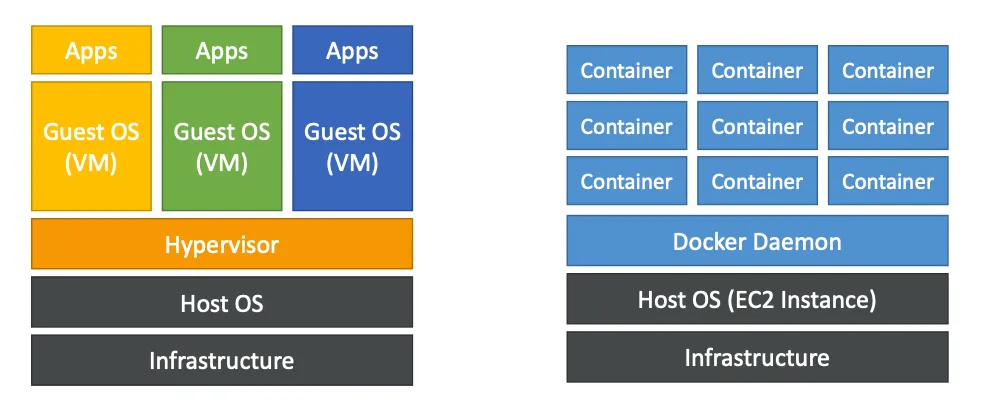 Apps
Apps
Apps
Guest OS
(VM)
Guest OS
(VM)
Guest OS
(VM)
Hypervisor
Host OS
Infrastructure
Container
Container
Container
Container
Container
Container
Container
Container
Container
Docker Daemon
Host OS (EC2 Instance)
Infrastructure